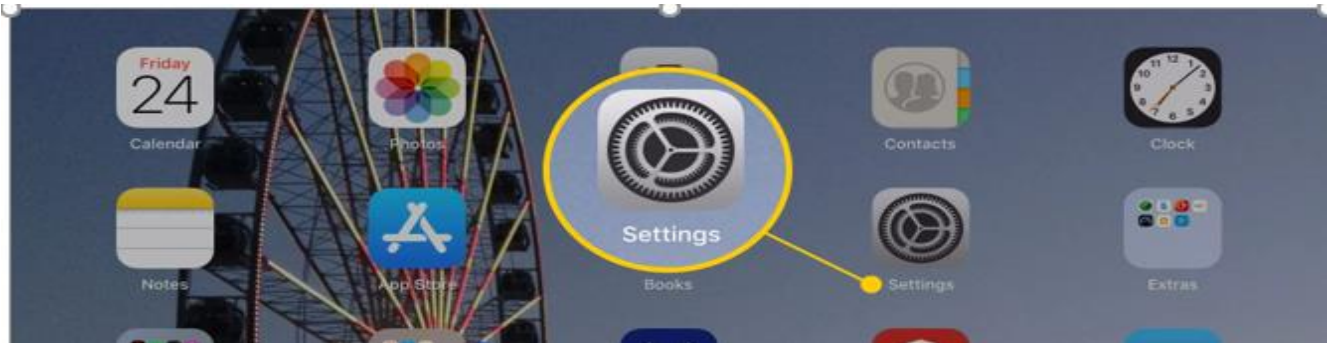 Friday
24
Calendar
Photos
Contacts
Clock
Settings
Notes
App Store
Books
Settings
Extras